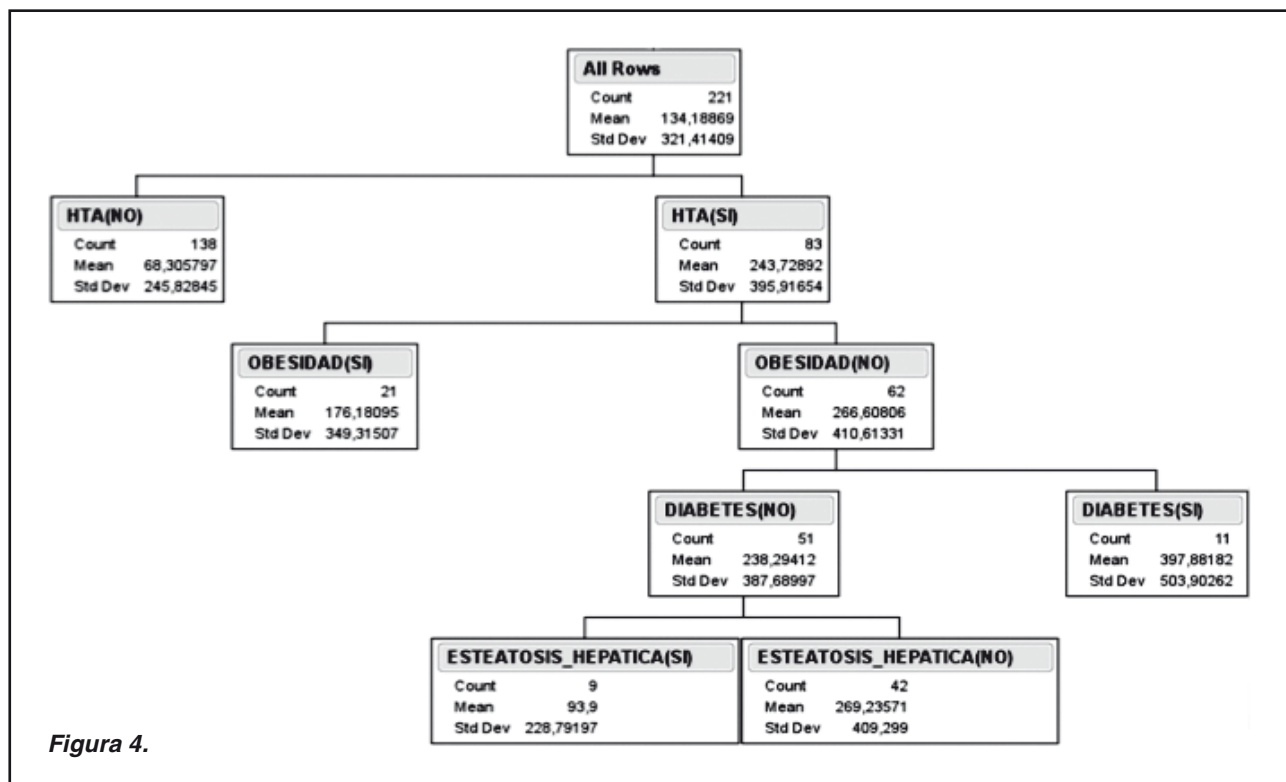 All Rows
Count 221
Mean 134,18869
Std Dev 321,41409
HTA(NO)
Count 138
Mean 68,305797
Std Dev 245,82845
HTA(SI)
Count 83
Mean 243,72892
Std Dev 395,91654
OBESIDAD(SI)
Count 21
Mean 176,18095
Std Dev 349,31507
OBESIDAD(NO)
Count 62
Mean 266,60806
Std Dev 410,61331
DIABETES(NO)
Count 51
Mean 238,29412
Std Dev 387,68997
DIABETES(SI)
Count 11
Mean 397,88182
Std Dev 503,90262
ESTEATOSIS_HEPATICA(SI)
Count 9
Mean 93,9
Std Dev 228,79197
ESTEATOSIS_HEPATICA(NO)
Count 42
Mean 269,23571
Std Dev 409,299
Figura 4.